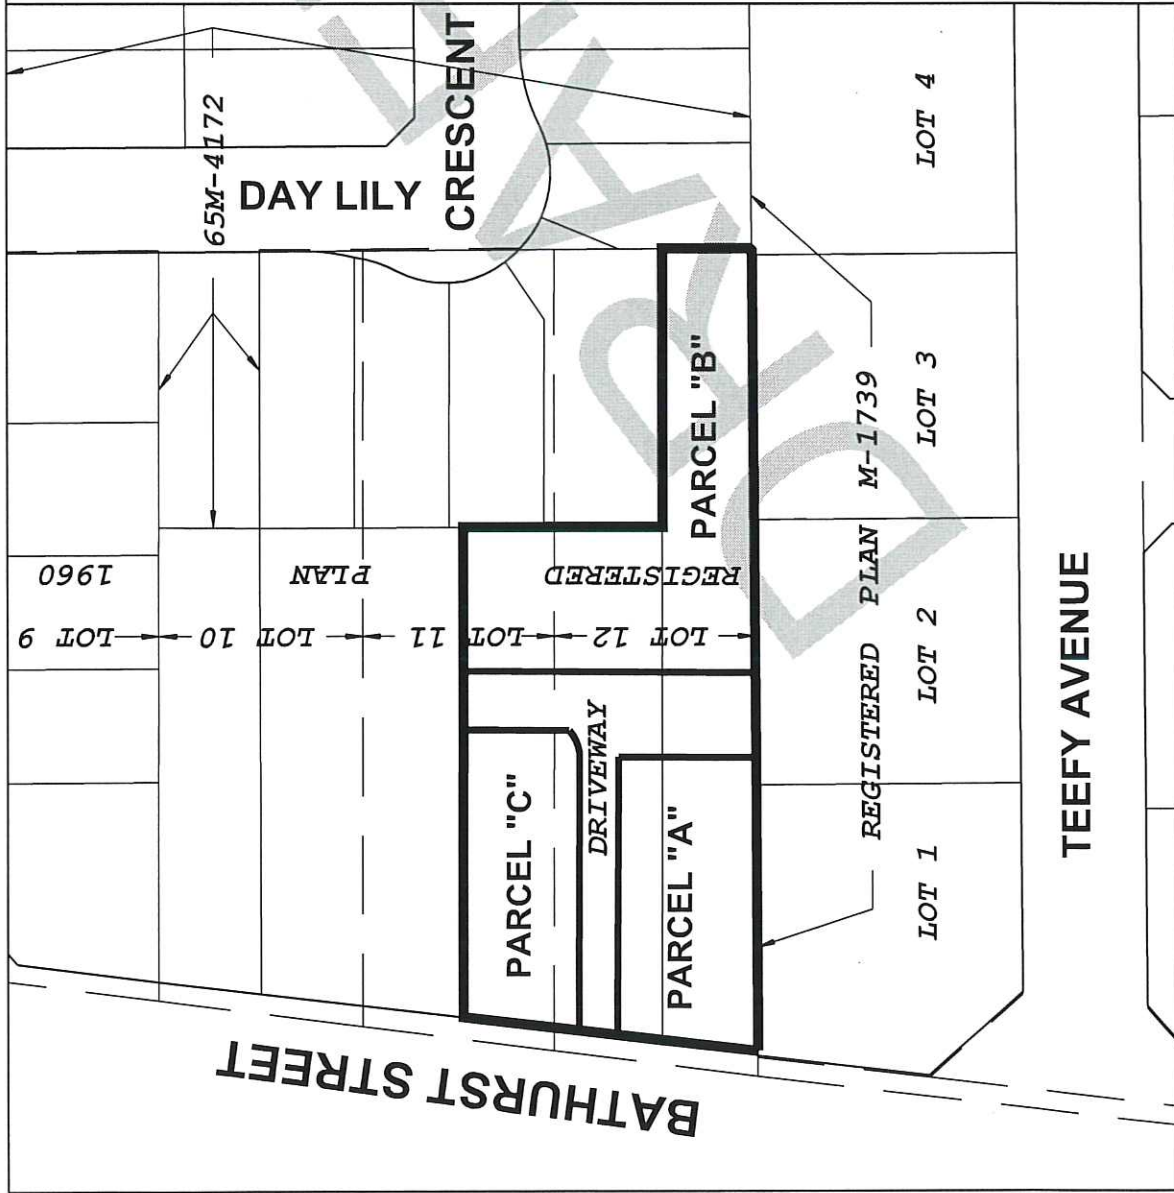 65M-4172
DAY LILY
CRESCENT
LOT 4
LOT 3
LOT 2
LOT 1
REGISTERED PLAN M-1739
TEEFY AVENUE
PARCEL "B"
PARCEL "C"
PARCEL "A"
DRIVEWAY
REGISTERED PLAN 1960
LOT 12
LOT 11
LOT 10
LOT 9
BATHURST STREET
DRAFT